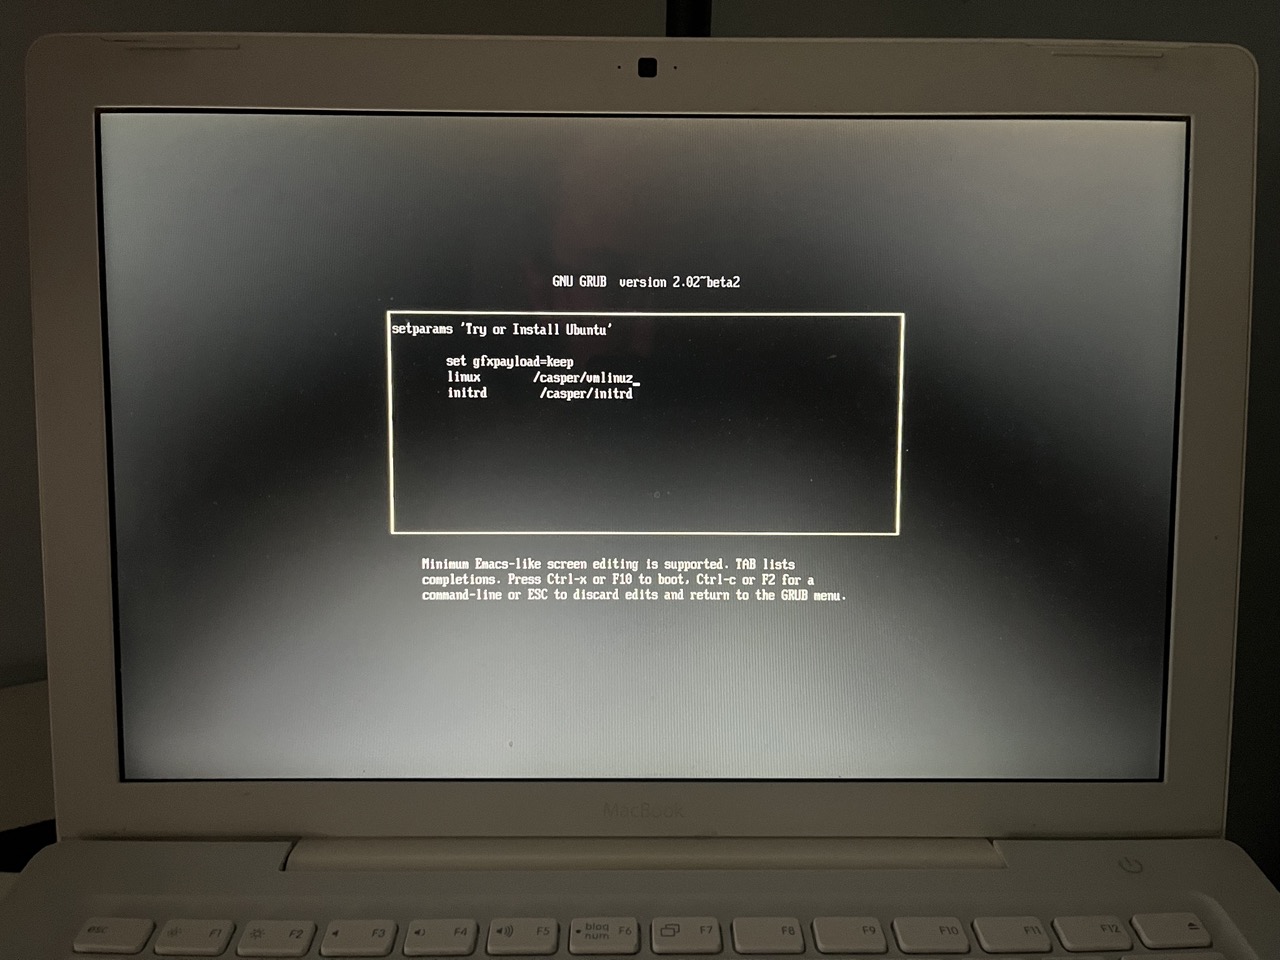 GNU GRUB version 2.02~beta2
setparams 'Try or Install Ubuntu'
set gfxpayload=keep
linux /casper/vmlinuz_
initrd /casper/initrd
Minimum Emacs-like screen editing is supported. TAB lists
completions. Press Ctrl-x or F10 to boot, Ctrl-c or F2 for a
command-line or ESC to discard edits and return to the GRUB menu.
MacBook
esc F1 F2 F3 F4 F5 bloq num F6 F7 F8 F9 F10 F11 F12